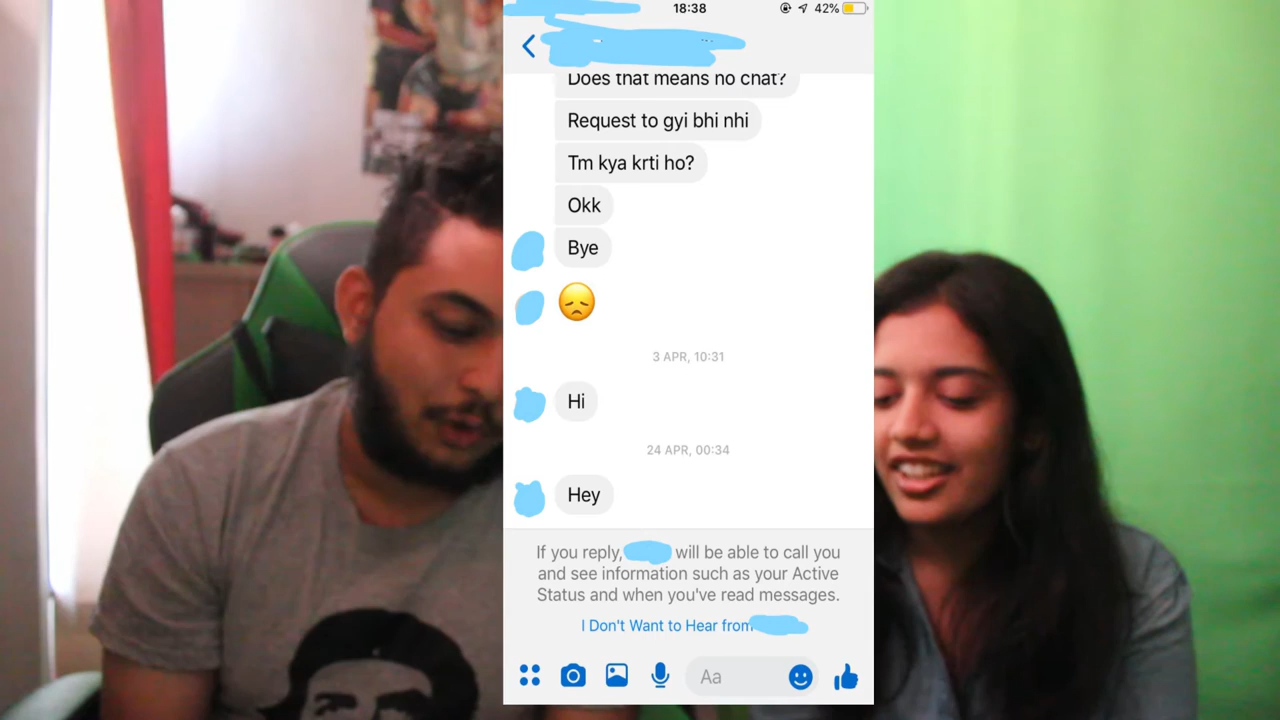 18:38
42%
Does that means no chat?
Request to gyi bhi nhi
Tm kya krti ho?
Okk
Bye
3 APR, 10:31
Hi
24 APR, 00:34
Hey
If you reply, will be able to call you
and see information such as your Active
Status and when you've read messages.
I Don't Want to Hear from
Aa